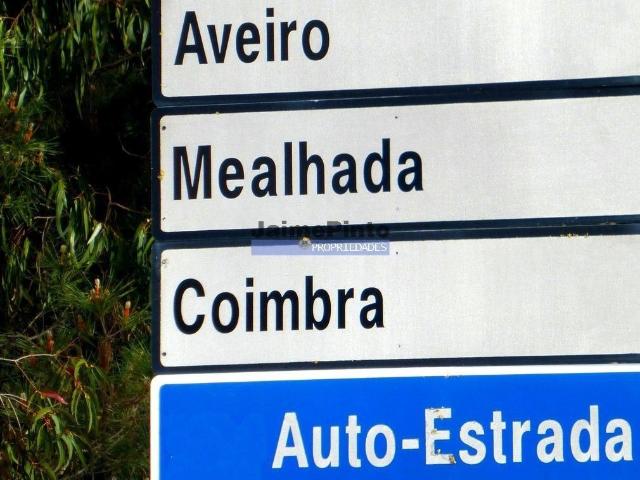 Aveiro
Mealhada
JaimePinto
PROPRIEDADES
Coimbra
Auto-Estrada